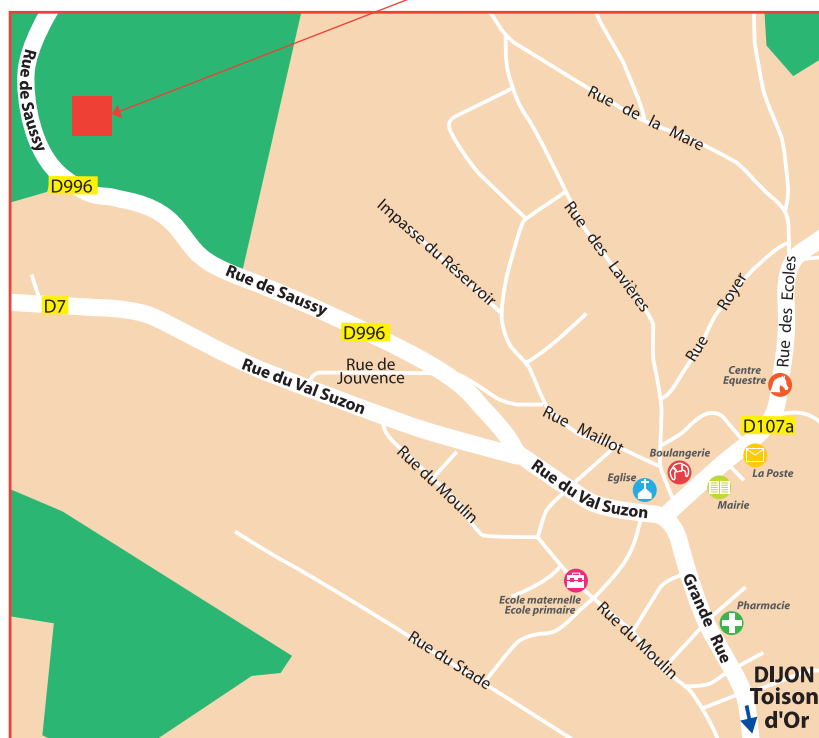 Rue de Saussy
D996
Rue de la Mare
Impasse du Réservoir
Rue des Lavières
Rue Royer
Rue des Ecoles
Rue de Saussy
D7
D996
Rue de
Jouvence
Rue du Val Suzon
Centre
Equestre
Rue Maillot
D107a
Boulangerie
La Poste
Rue du Moulin
Eglise
Rue du Val Suzon
Mairie
Ecole maternelle
Ecole primaire
Grande Rue
Pharmacie
Rue du Moulin
Rue du Stade
DIJON
Toison
d'Or